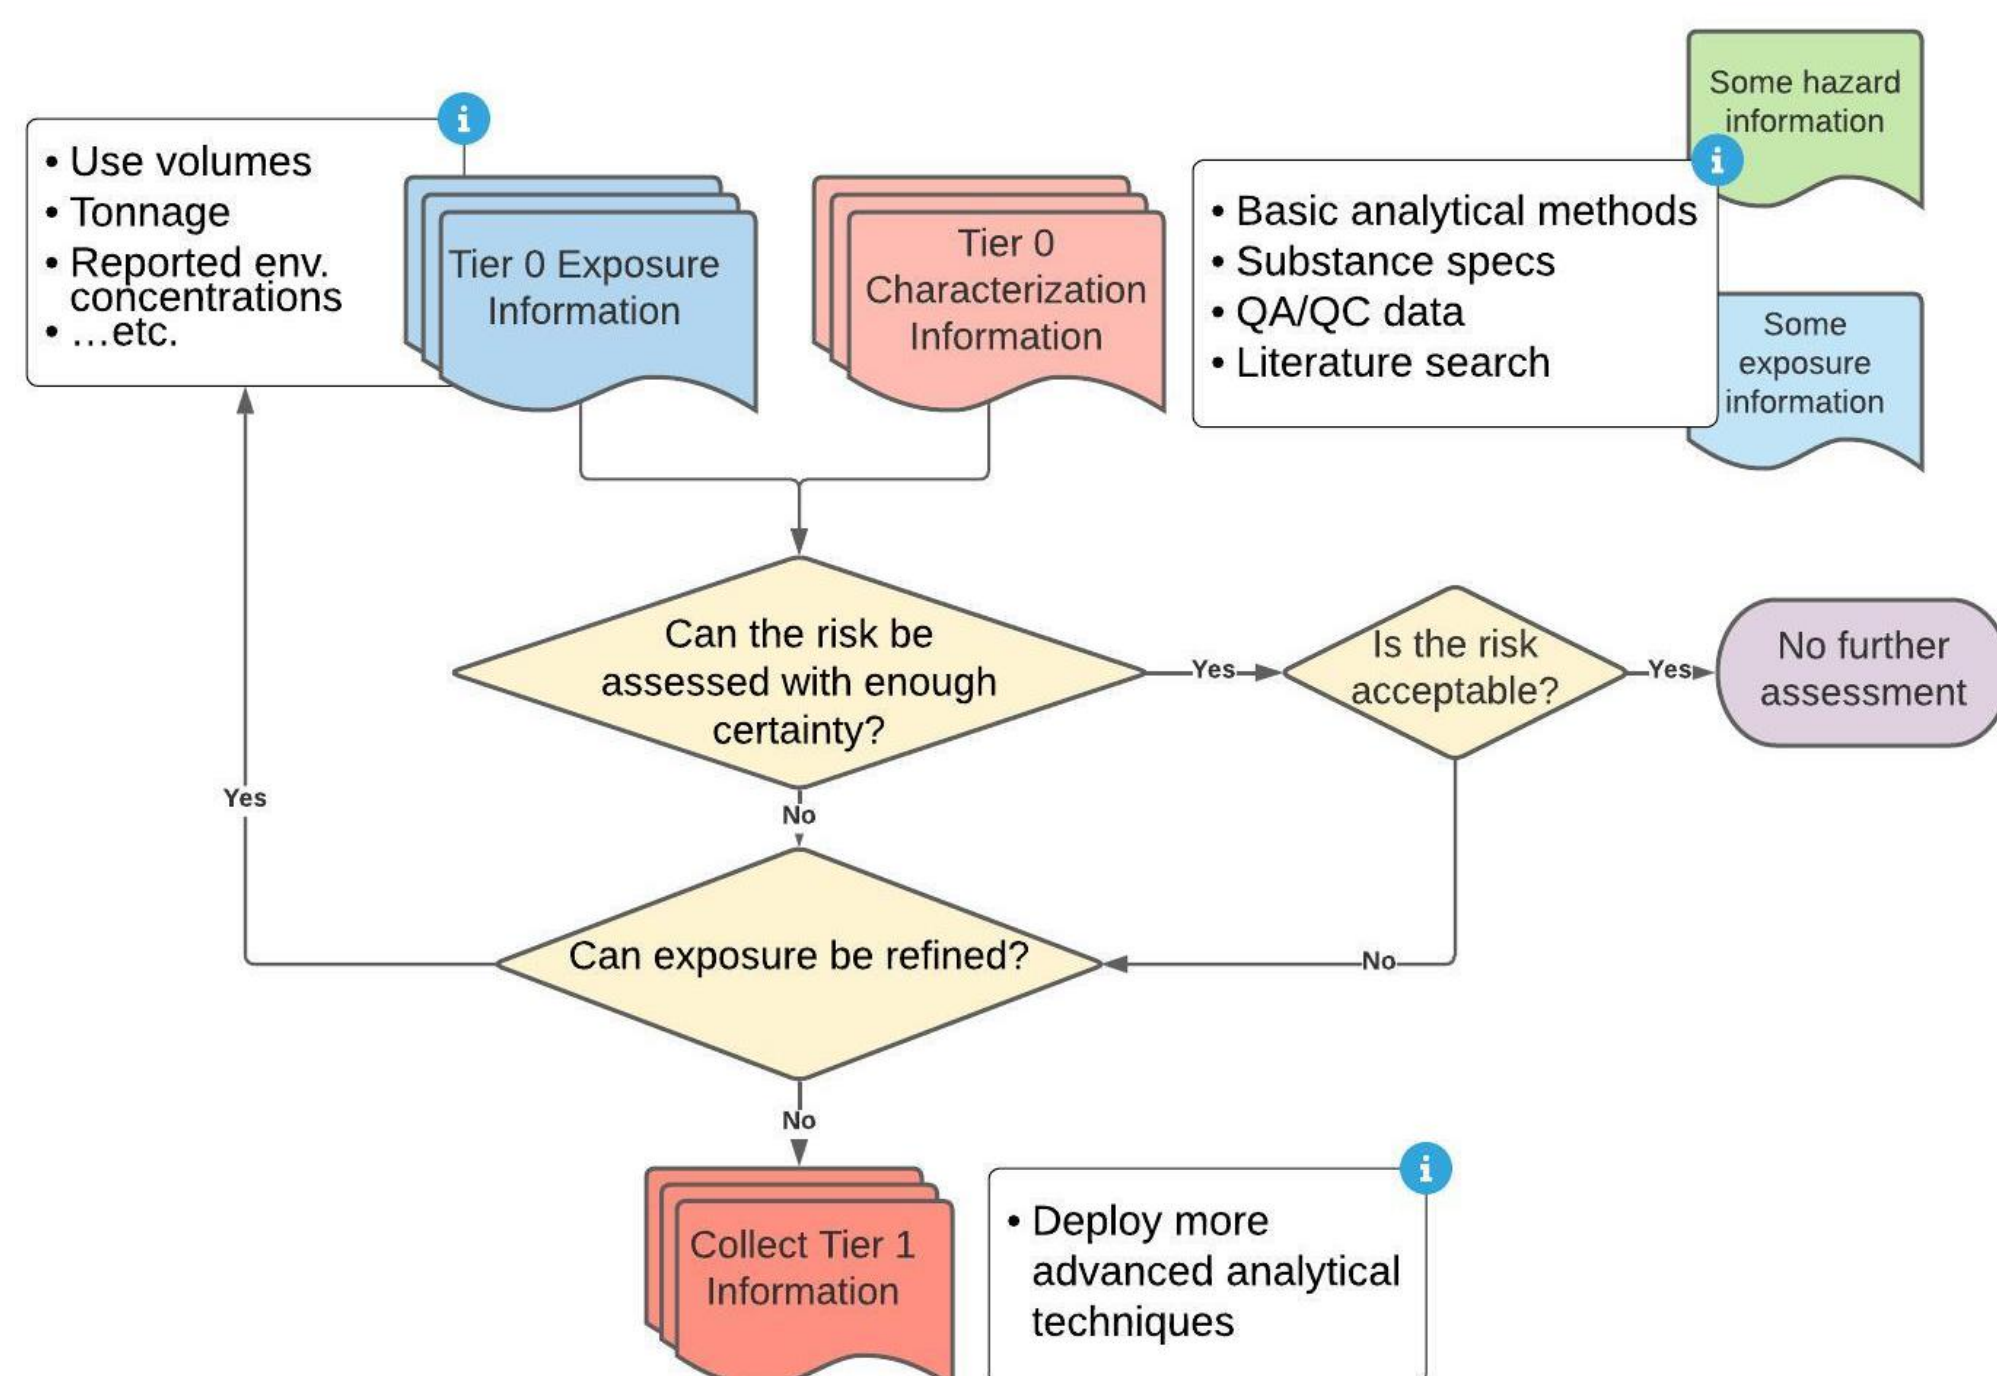 Some hazard
information
• Use volumes
• Tonnage
• Reported env.
concentrations
• …etc.
Tier 0 Exposure
Information
Tier 0
Characterization
Information
• Basic analytical methods
• Substance specs
• QA/QC data
• Literature search
Some
exposure
information
Can the risk be
assessed with enough
certainty?
Yes
Is the risk
acceptable?
Yes
No further
assessment
Yes
No
Can exposure be refined?
No
No
Collect Tier 1
Information
• Deploy more
advanced analytical
techniques